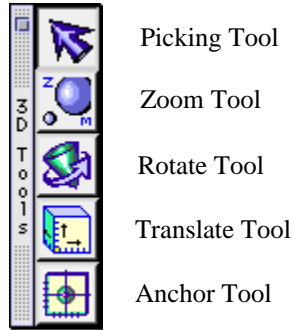 3D Tools
Picking Tool
Z M
Zoom Tool
Rotate Tool
Translate Tool
Anchor Tool